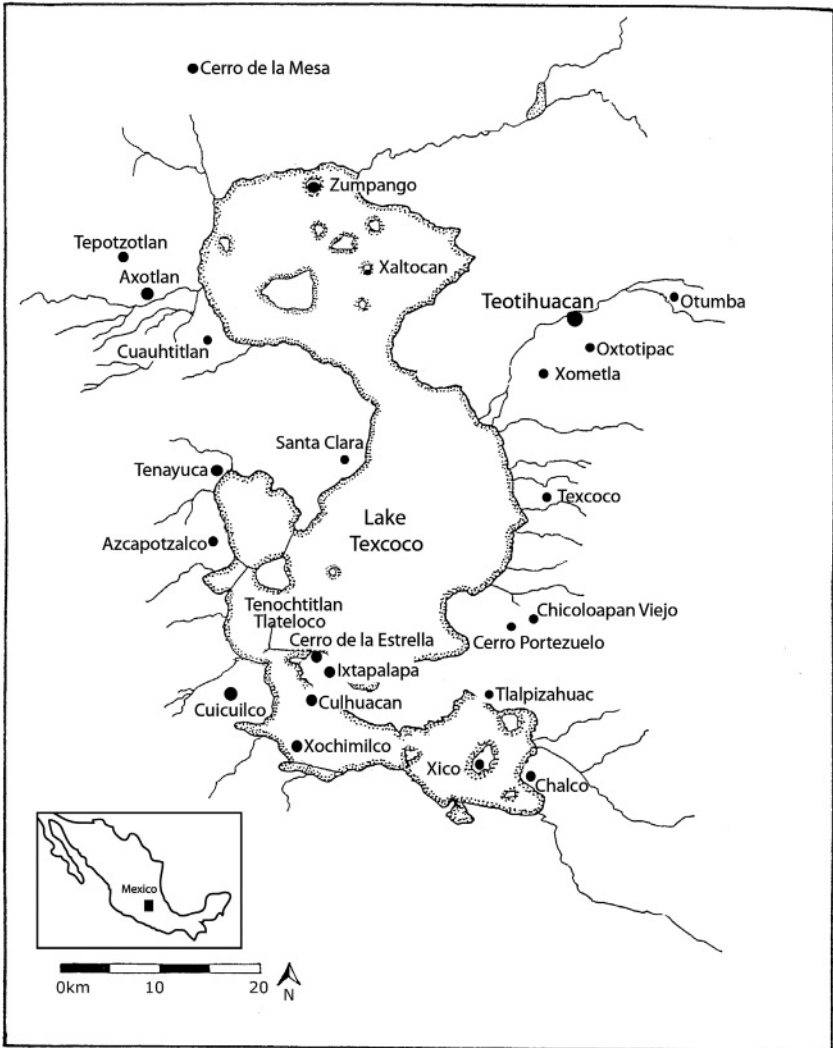 Cerro de la Mesa
Zumpango
Tepotzotlan
Xaltocan
Axotlan
Teotihuacan
Otumba
Cuauhtitlan
Oxtotipac
Xometla
Santa Clara
Tenayuca
Texcoco
Lake
Texcoco
Azcapotzalco
Tenochtitlan
Tlateloco
Chicoloapan Viejo
Cerro Portezuelo
Cerro de la Estrella
Ixtapalapa
Tlalpizahuac
Cuicuilco
Culhuacan
Xochimilco
Xico
Chalco
Mexico
0km 10 20
N